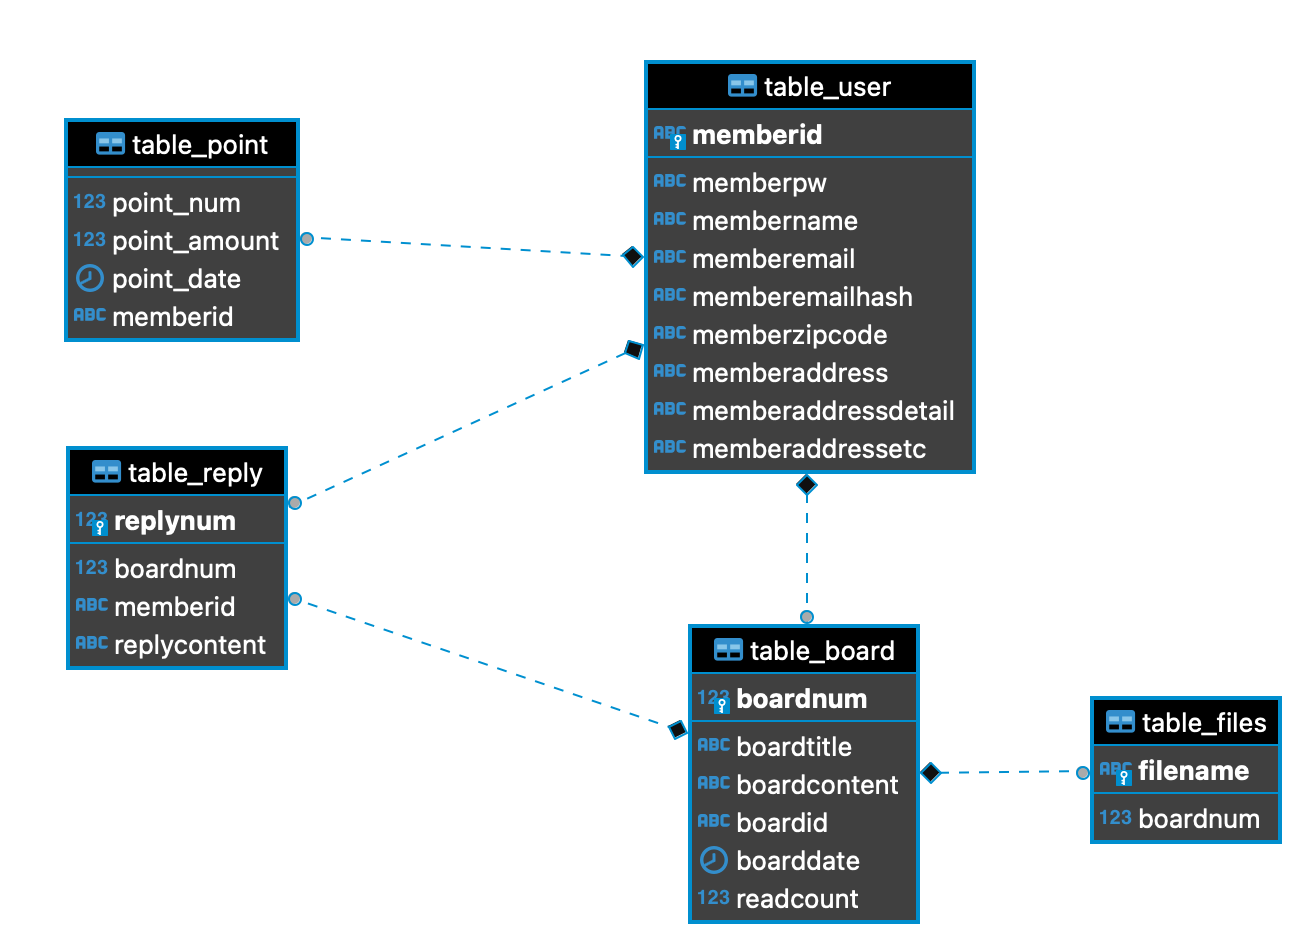 table_user
ABC memberid
ABC memberpw
ABC membername
ABC memberemail
ABC memberemailhash
ABC memberzipcode
ABC memberaddress
ABC memberaddressdetail
ABC memberaddressetc
table_point
123 point_num
123 point_amount
point_date
ABC memberid
table_reply
123 replynum
123 boardnum
ABC memberid
ABC replycontent
table_board
123 boardnum
ABC boardtitle
ABC boardcontent
ABC boardid
boarddate
123 readcount
table_files
ABC filename
123 boardnum